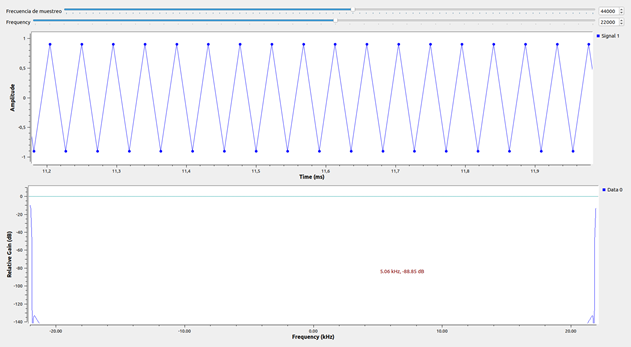 Frecuencia de muestreo 44000
Frequency 22000
Signal 1
Amplitude
1
0,5
0
-0,5
-1
11,2 11,3 11,4 11,5 11,6 11,7 11,8 11,9
Time (ms)
Data 0
Relative Gain (dB)
0
-20
-40
-60
-80
-100
-120
-140
5.06 kHz, -88.85 dB
-20.00 -10.00 0.00 10.00 20.00
Frequency (kHz)